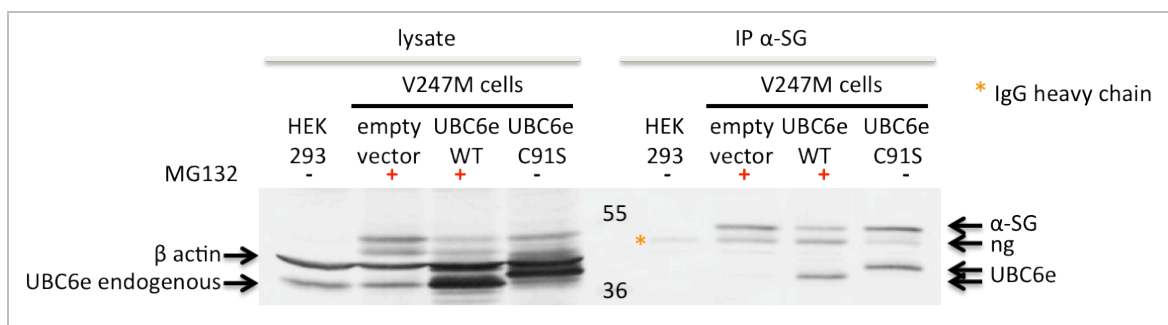 lysate IP α-SG
V247M cells V247M cells
* IgG heavy chain
HEK empty UBC6e UBC6e HEK empty UBC6e UBC6e
293 vector WT C91S 293 vector WT C91S
MG132 - + + - - + + -
55
α-SG
*
ng
β actin
UBC6e endogenous
UBC6e
36